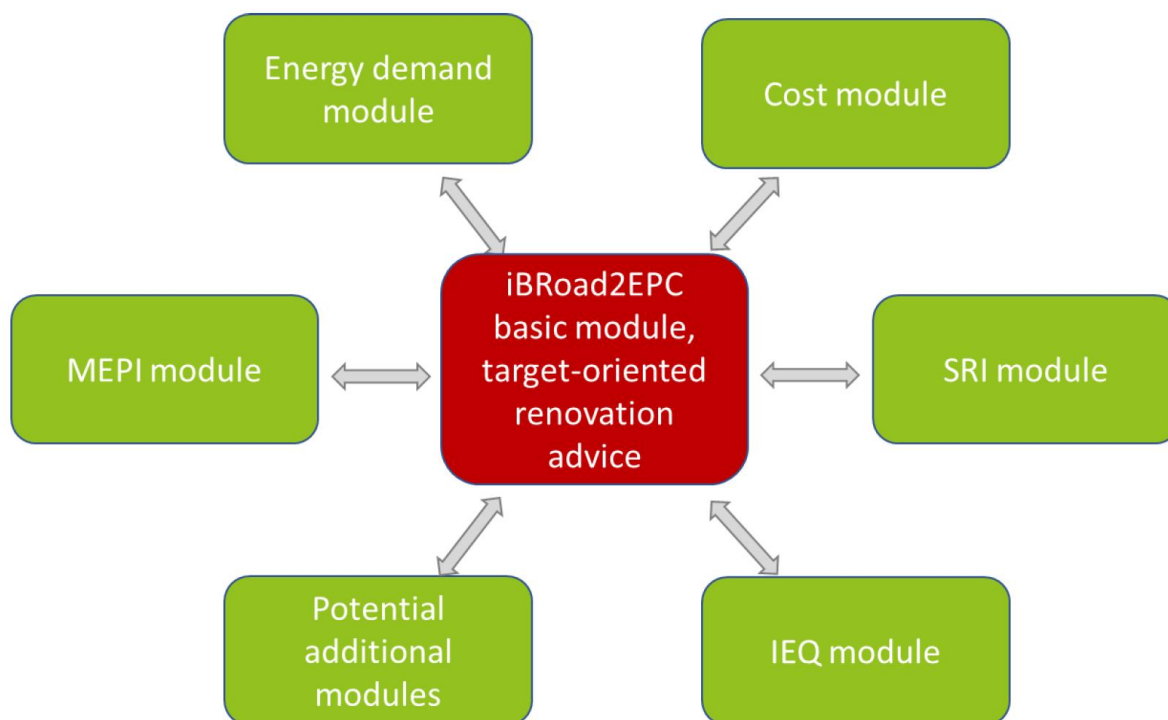 Energy demand
module
Cost module
iBRoad2EPC
basic module,
target-oriented
renovation
advice
MEPI module
SRI module
Potential
additional
modules
IEQ module